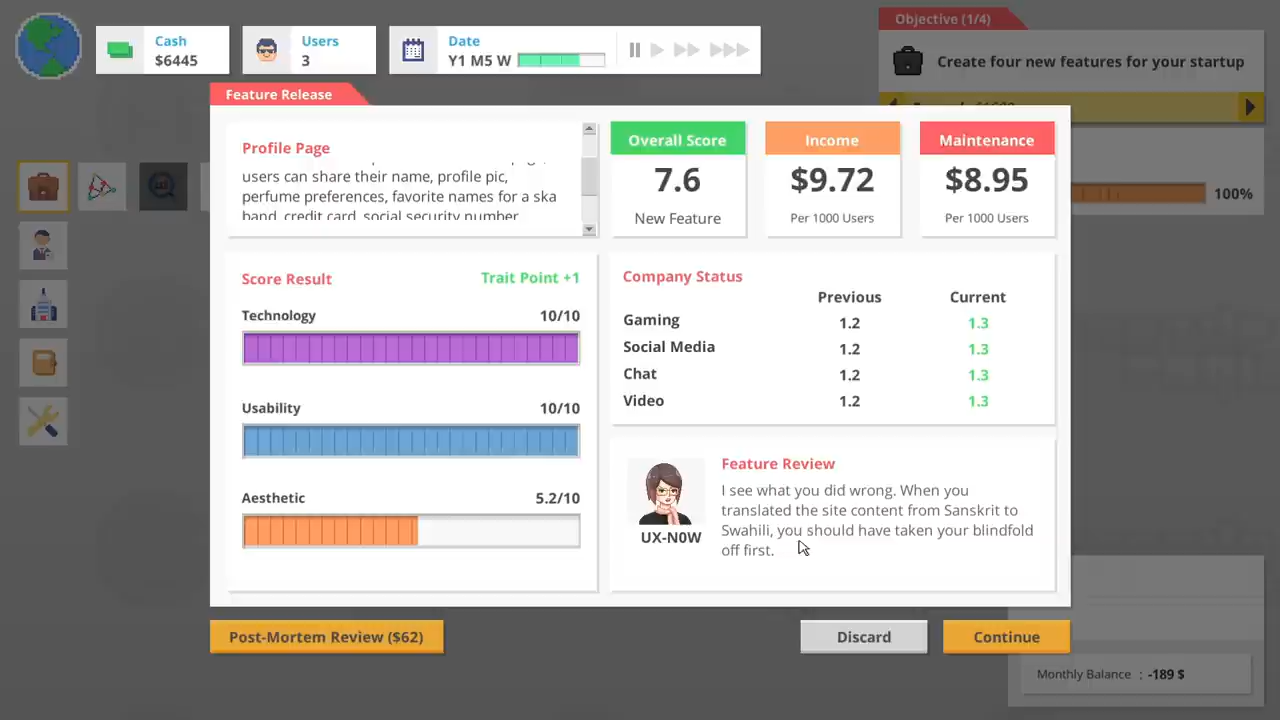 Cash
$6445
Users
3
Date
Y1 M5 W
Objective (1/4)
Create four new features for your startup
100%
Feature Release
Profile Page
users can share their name, profile pic,
perfume preferences, favorite names for a ska
band, credit card, social security number
Overall Score
7.6
New Feature
Income
$9.72
Per 1000 Users
Maintenance
$8.95
Per 1000 Users
Score Result
Trait Point +1
Technology 10/10
Usability 10/10
Aesthetic 5.2/10
Company Status
Previous Current
Gaming 1.2 1.3
Social Media 1.2 1.3
Chat 1.2 1.3
Video 1.2 1.3
Feature Review
I see what you did wrong. When you
translated the site content from Sanskrit to
Swahili, you should have taken your blindfold
off first.
UX-N0W
Post-Mortem Review ($62)
Discard
Continue
Monthly Balance : -189 $